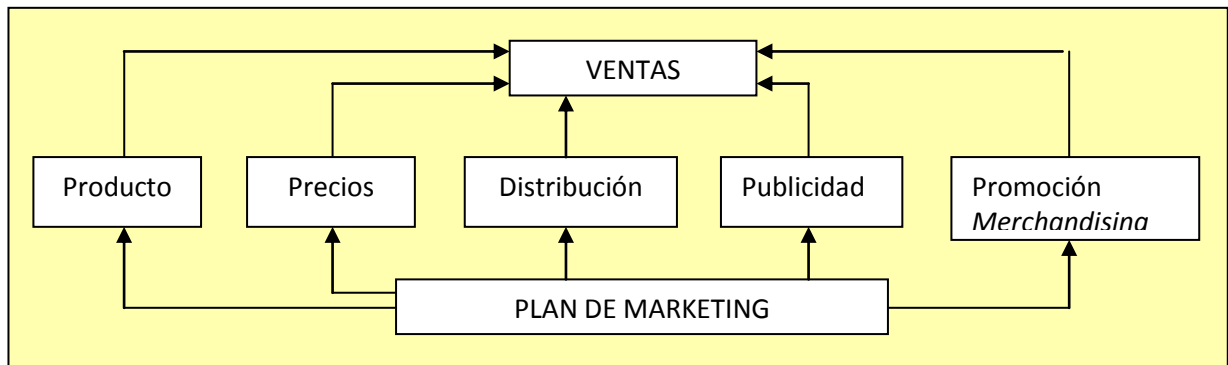 VENTAS
Producto
Precios
Distribución
Publicidad
Promoción
Merchandising
PLAN DE MARKETING